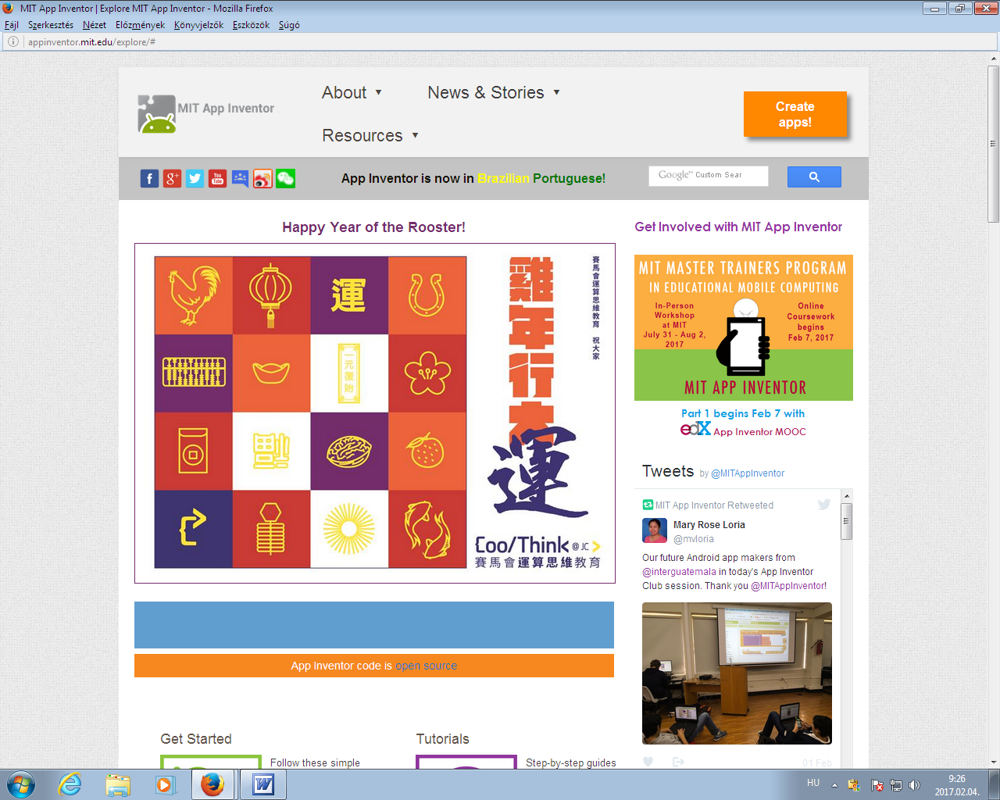 MIT App Inventor | Explore MIT App Inventor - Mozilla Firefox
Fájl Szerkesztés Nézet Előzmények Könyvjelzők Eszközök Súgó
appinventor.mit.edu/explore/#
MIT App Inventor
About
News & Stories
Resources
Create
apps!
App Inventor is now in Brazilian Portuguese!
Google™ Custom Sear
Happy Year of the Rooster!
運
一元復始
雞年行大
運
賽馬會運算思維教育 祝大家
CoolThink @JC
賽馬會運算思維教育
App Inventor code is open source
Get Started
Follow these simple
Tutorials
Step-by-step guides
Get Involved with MIT App Inventor
MIT MASTER TRAINERS PROGRAM
IN EDUCATIONAL MOBILE COMPUTING
In-Person
Workshop
at MIT
July 31 - Aug 2,
2017
Online
Coursework
begins
Feb 7, 2017
MIT APP INVENTOR
Part 1 begins Feb 7 with
edX App Inventor MOOC
Tweets by @MITAppInventor
MIT App Inventor Retweeted
Mary Rose Loria
@mvloria
Our future Android app makers from
@interguatemala in today's App Inventor
Club session. Thank you @MITAppInventor!
01 Feb
HU
9:26
2017.02.04.